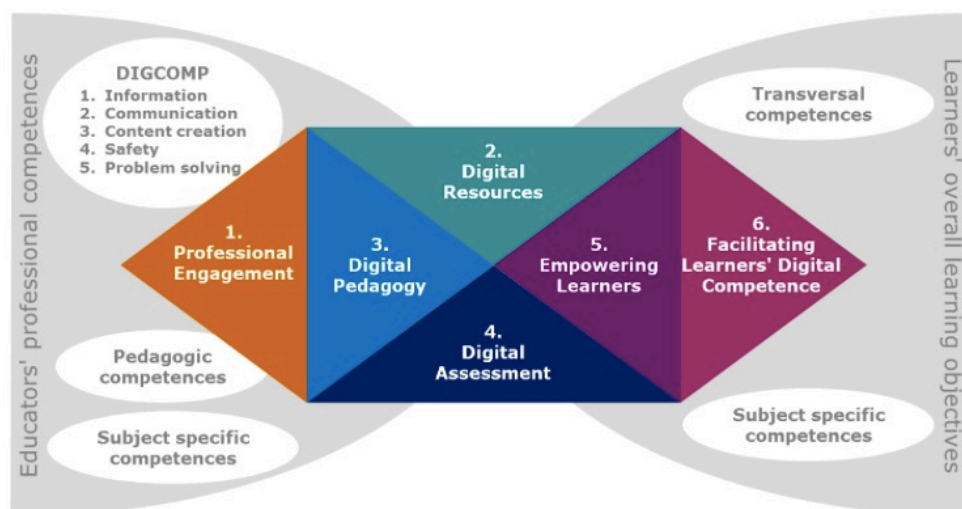 Educators' professional competences
DIGCOMP
1. Information
2. Communication
3. Content creation
4. Safety
5. Problem solving
Pedagogic
competences
Subject specific
competences
1.
Professional
Engagement
2.
Digital
Resources
3.
Digital
Pedagogy
4.
Digital
Assessment
5.
Empowering
Learners
6.
Facilitating
Learners' Digital
Competence
Transversal
competences
Subject specific
competences
Learners' overall learning objectives